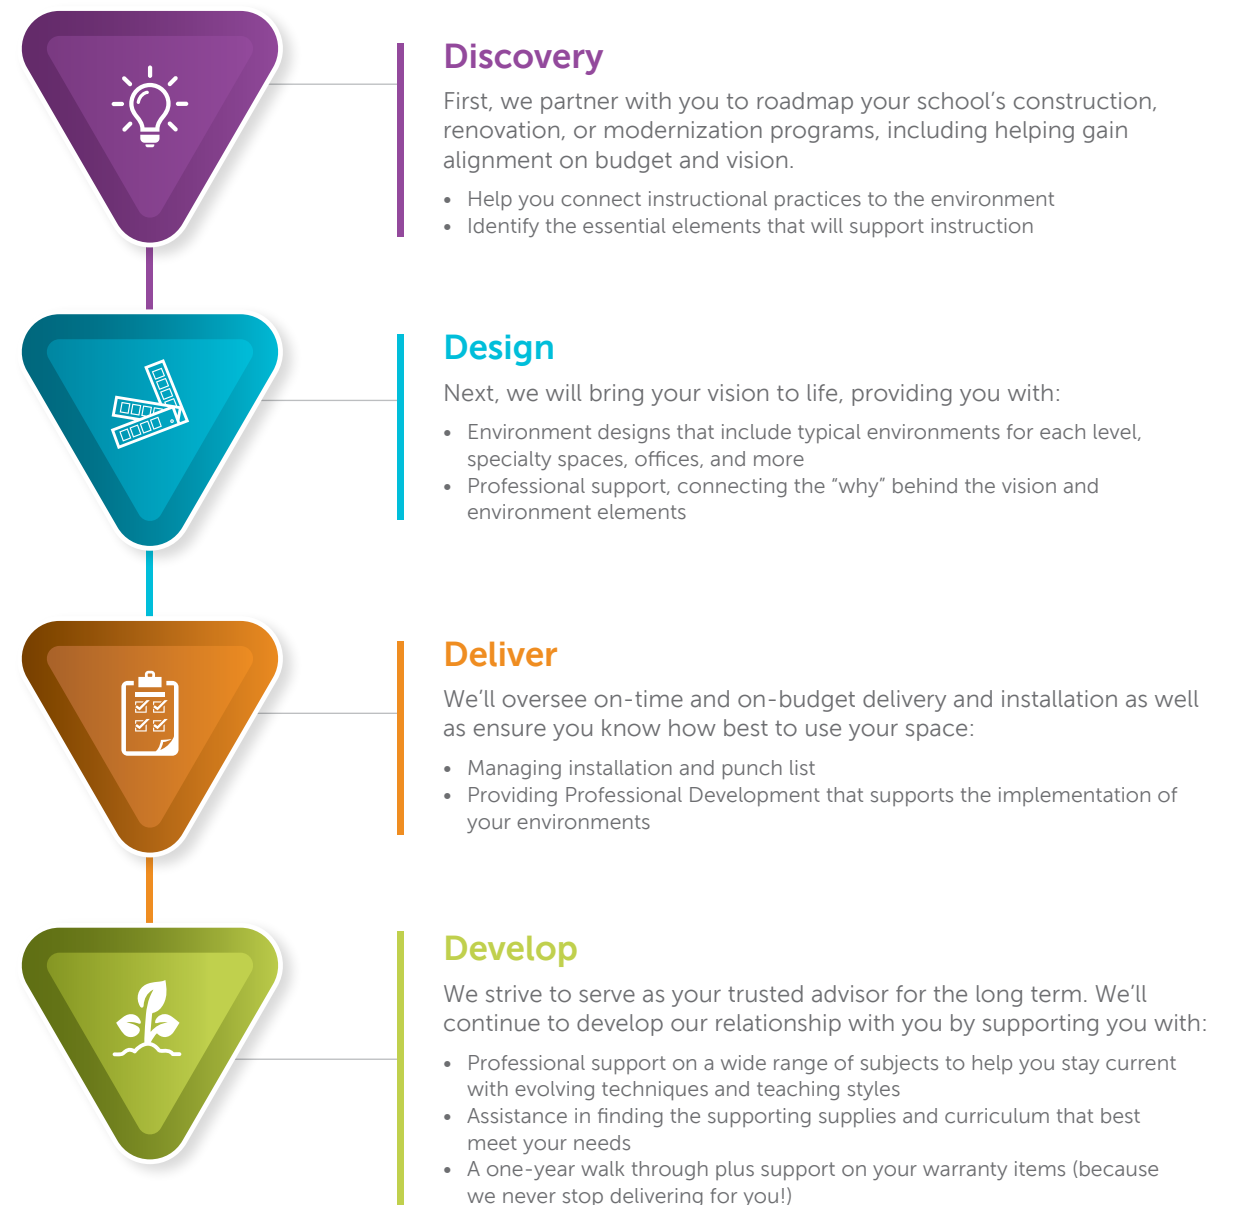 Discovery
First, we partner with you to roadmap your school’s construction,
renovation, or modernization programs, including helping gain
alignment on budget and vision.
• Help you connect instructional practices to the environment
• Identify the essential elements that will support instruction
Design
Next, we will bring your vision to life, providing you with:
• Environment designs that include typical environments for each level,
specialty spaces, offices, and more
• Professional support, connecting the “why” behind the vision and
environment elements
Deliver
We’ll oversee on-time and on-budget delivery and installation as well
as ensure you know how best to use your space:
• Managing installation and punch list
• Providing Professional Development that supports the implementation of
your environments
Develop
We strive to serve as your trusted advisor for the long term. We’ll
continue to develop our relationship with you by supporting you with:
• Professional support on a wide range of subjects to help you stay current
with evolving techniques and teaching styles
• Assistance in finding the supporting supplies and curriculum that best
meet your needs
• A one-year walk through plus support on your warranty items (because
we never stop delivering for you!)